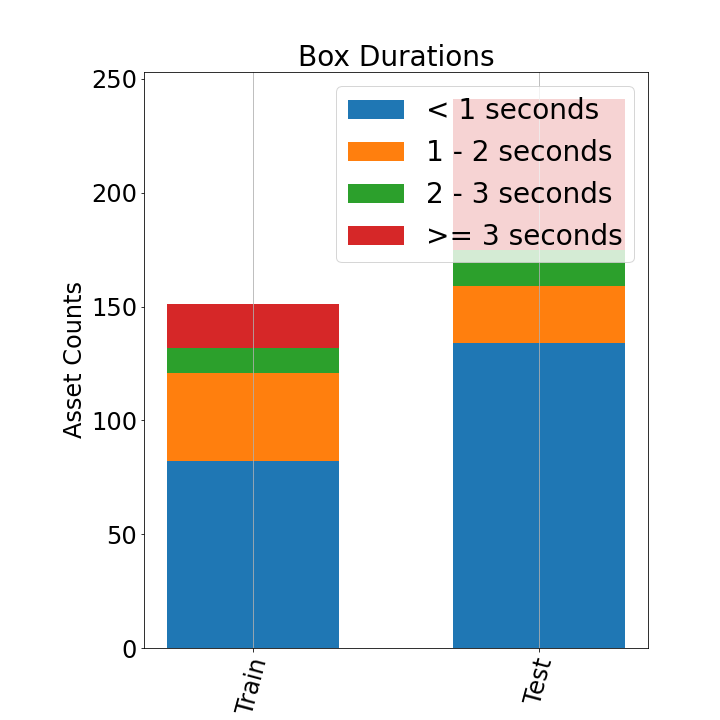 Box Durations
250
200
150
100
50
0
Asset Counts
< 1 seconds
1 - 2 seconds
2 - 3 seconds
>= 3 seconds
Train
Test